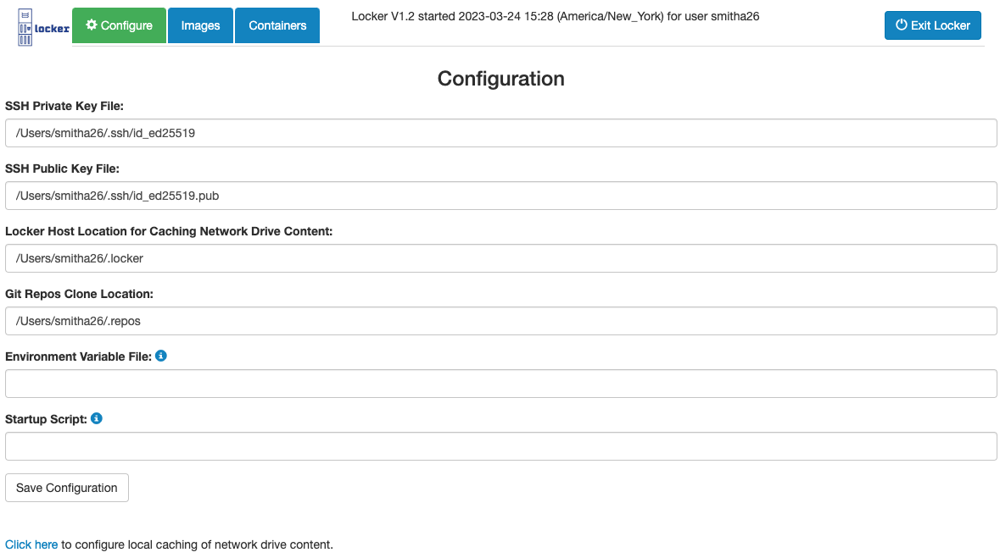 locker
Configure
Images
Containers
Locker V1.2 started 2023-03-24 15:28 (America/New_York) for user smitha26
Exit Locker
Configuration
SSH Private Key File:
/Users/smitha26/.ssh/id_ed25519
SSH Public Key File:
/Users/smitha26/.ssh/id_ed25519.pub
Locker Host Location for Caching Network Drive Content:
/Users/smitha26/.locker
Git Repos Clone Location:
/Users/smitha26/.repos
Environment Variable File:
Startup Script:
Save Configuration
Click here to configure local caching of network drive content.